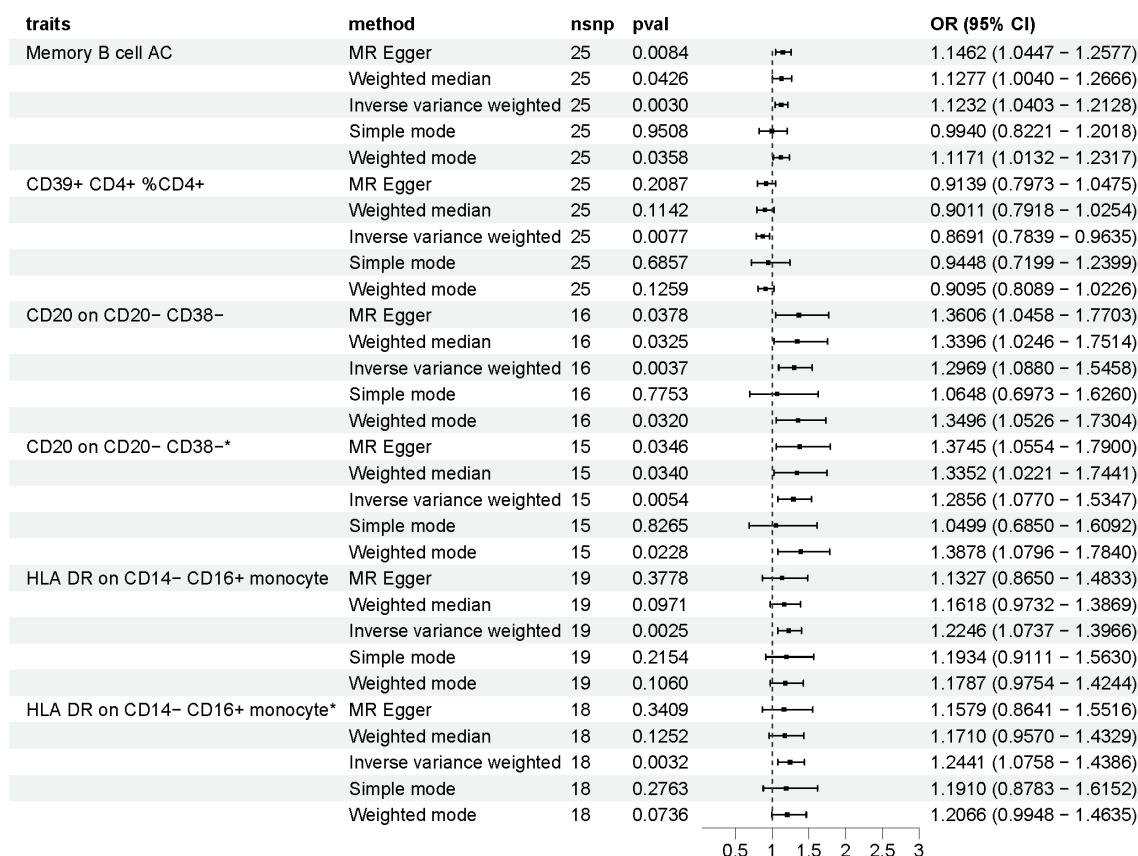 traits method nsnp pval OR (95% CI)
Memory B cell AC MR Egger 25 0.0084 1.1462 (1.0447 − 1.2577)
Weighted median 25 0.0426 1.1277 (1.0040 − 1.2666)
Inverse variance weighted 25 0.0030 1.1232 (1.0403 − 1.2128)
Simple mode 25 0.9508 0.9940 (0.8221 − 1.2018)
Weighted mode 25 0.0358 1.1171 (1.0132 − 1.2317)
CD39+ CD4+ %CD4+ MR Egger 25 0.2087 0.9139 (0.7973 − 1.0475)
Weighted median 25 0.1142 0.9011 (0.7918 − 1.0254)
Inverse variance weighted 25 0.0077 0.8691 (0.7839 − 0.9635)
Simple mode 25 0.6857 0.9448 (0.7199 − 1.2399)
Weighted mode 25 0.1259 0.9095 (0.8089 − 1.0226)
CD20 on CD20− CD38− MR Egger 16 0.0378 1.3606 (1.0458 − 1.7703)
Weighted median 16 0.0325 1.3396 (1.0246 − 1.7514)
Inverse variance weighted 16 0.0037 1.2969 (1.0880 − 1.5458)
Simple mode 16 0.7753 1.0648 (0.6973 − 1.6260)
Weighted mode 16 0.0320 1.3496 (1.0526 − 1.7304)
CD20 on CD20− CD38−* MR Egger 15 0.0346 1.3745 (1.0554 − 1.7900)
Weighted median 15 0.0340 1.3352 (1.0221 − 1.7441)
Inverse variance weighted 15 0.0054 1.2856 (1.0770 − 1.5347)
Simple mode 15 0.8265 1.0499 (0.6850 − 1.6092)
Weighted mode 15 0.0228 1.3878 (1.0796 − 1.7840)
HLA DR on CD14− CD16+ monocyte MR Egger 19 0.3778 1.1327 (0.8650 − 1.4833)
Weighted median 19 0.0971 1.1618 (0.9732 − 1.3869)
Inverse variance weighted 19 0.0025 1.2246 (1.0737 − 1.3966)
Simple mode 19 0.2154 1.1934 (0.9111 − 1.5630)
Weighted mode 19 0.1060 1.1787 (0.9754 − 1.4244)
HLA DR on CD14− CD16+ monocyte* MR Egger 18 0.3409 1.1579 (0.8641 − 1.5516)
Weighted median 18 0.1252 1.1710 (0.9570 − 1.4329)
Inverse variance weighted 18 0.0032 1.2441 (1.0758 − 1.4386)
Simple mode 18 0.2763 1.1910 (0.8783 − 1.6152)
Weighted mode 18 0.0736 1.2066 (0.9948 − 1.4635)
0.5 1 1.5 2 2.5 3